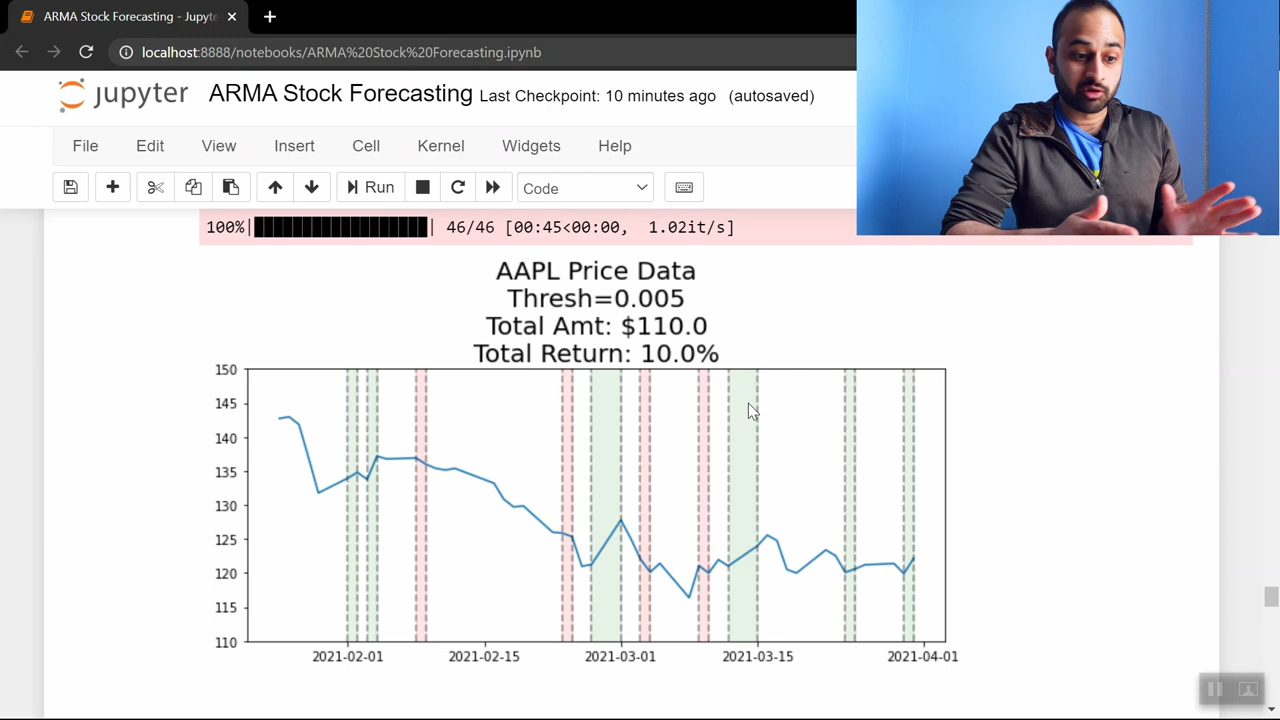 ARMA Stock Forecasting - Jupyte
localhost:8888/notebooks/ARMA%20Stock%20Forecasting.ipynb
jupyter ARMA Stock Forecasting Last Checkpoint: 10 minutes ago (autosaved)
File Edit View Insert Cell Kernel Widgets Help
Run Code
100%| | 46/46 [00:45<00:00, 1.02it/s]
AAPL Price Data
Thresh=0.005
Total Amt: $110.0
Total Return: 10.0%
150
145
140
135
130
125
120
115
110
2021-02-01 2021-02-15 2021-03-01 2021-03-15 2021-04-01